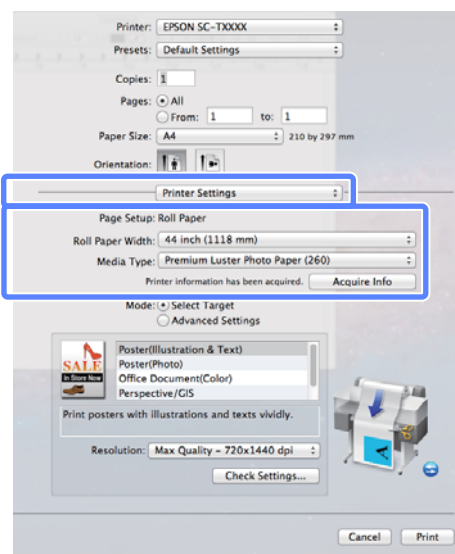 Printer: EPSON SC-TXXXX
Presets: Default Settings
Copies: 1
Pages: All
From: 1 to: 1
Paper Size: A4 210 by 297 mm
Orientation:
Printer Settings
Page Setup: Roll Paper
Roll Paper Width: 44 inch (1118 mm)
Media Type: Premium Luster Photo Paper (260)
Printer information has been acquired. Acquire Info
Mode: Select Target
Advanced Settings
SALE
In Store Now
Poster(Illustration & Text)
Poster(Photo)
Office Document(Color)
Perspective/GIS
Print posters with illustrations and texts vividly.
Resolution: Max Quality - 720x1440 dpi
Check Settings...
A
Cancel Print